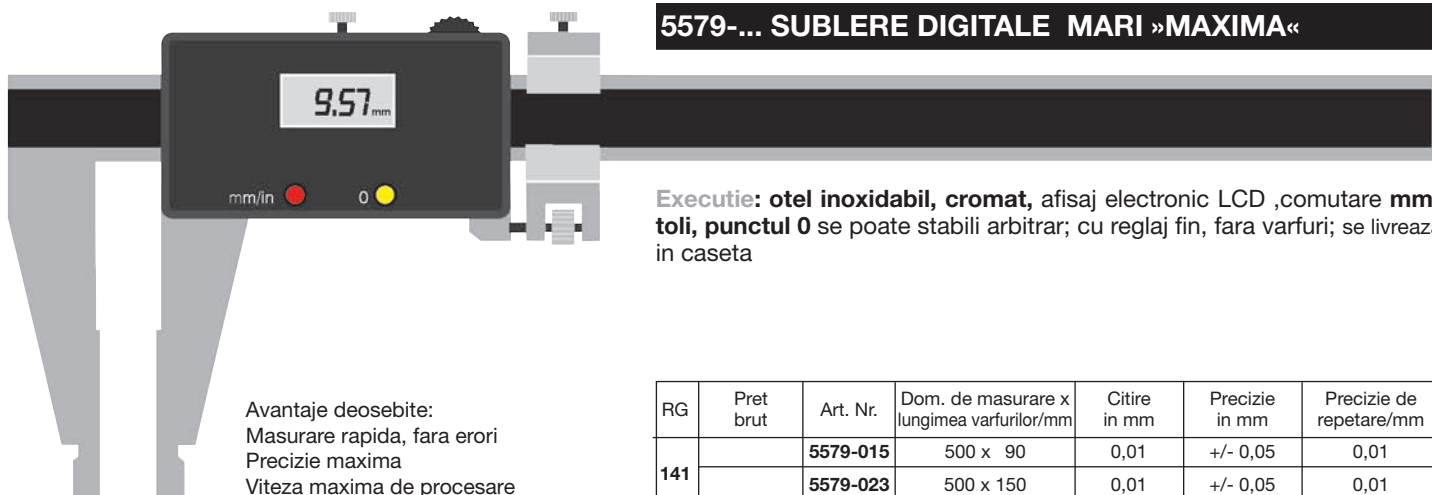 5579-... SUBLERE DIGITALE MARI »MAXIMA«
9.57 mm
mm/in 0
Executie: otel inoxidabil, cromat, afisaj electronic LCD ,comutare mm
toli, punctul 0 se poate stabili arbitrar; cu reglaj fin, fara varfuri; se livreaza
in caseta
Avantaje deosebite:
Masurare rapida, fara erori
Precizie maxima
Viteza maxima de procesare
RG Pret brut Art. Nr. Dom. de masurare x lungimea varfurilor/mm Citire in mm Precizie in mm Precizie de repetare/mm
141
5579-015 500 x 90 0,01 +/- 0,05 0,01
5579-023 500 x 150 0,01 +/- 0,05 0,01